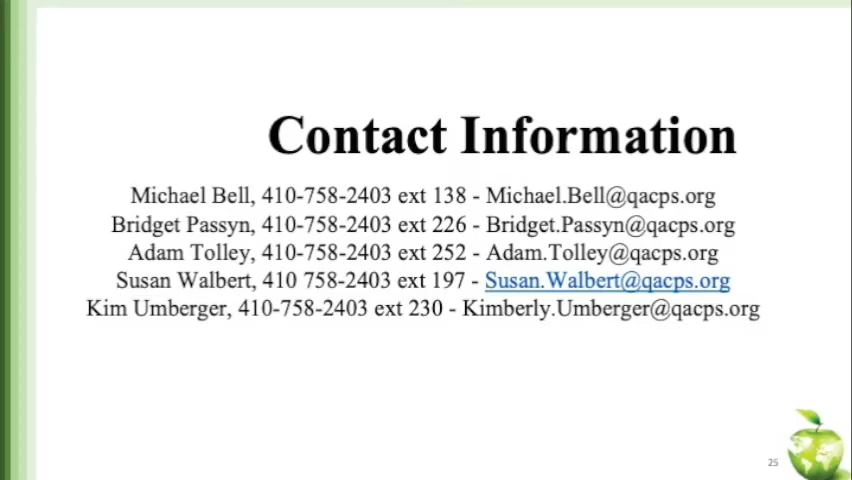 Contact Information
Michael Bell, 410-758-2403 ext 138 - Michael.Bell@qacps.org
Bridget Passyn, 410-758-2403 ext 226 - Bridget.Passyn@qacps.org
Adam Tolley, 410-758-2403 ext 252 - Adam.Tolley@qacps.org
Susan Walbert, 410 758-2403 ext 197 - Susan.Walbert@qacps.org
Kim Umberger, 410-758-2403 ext 230 - Kimberly.Umberger@qacps.org
25